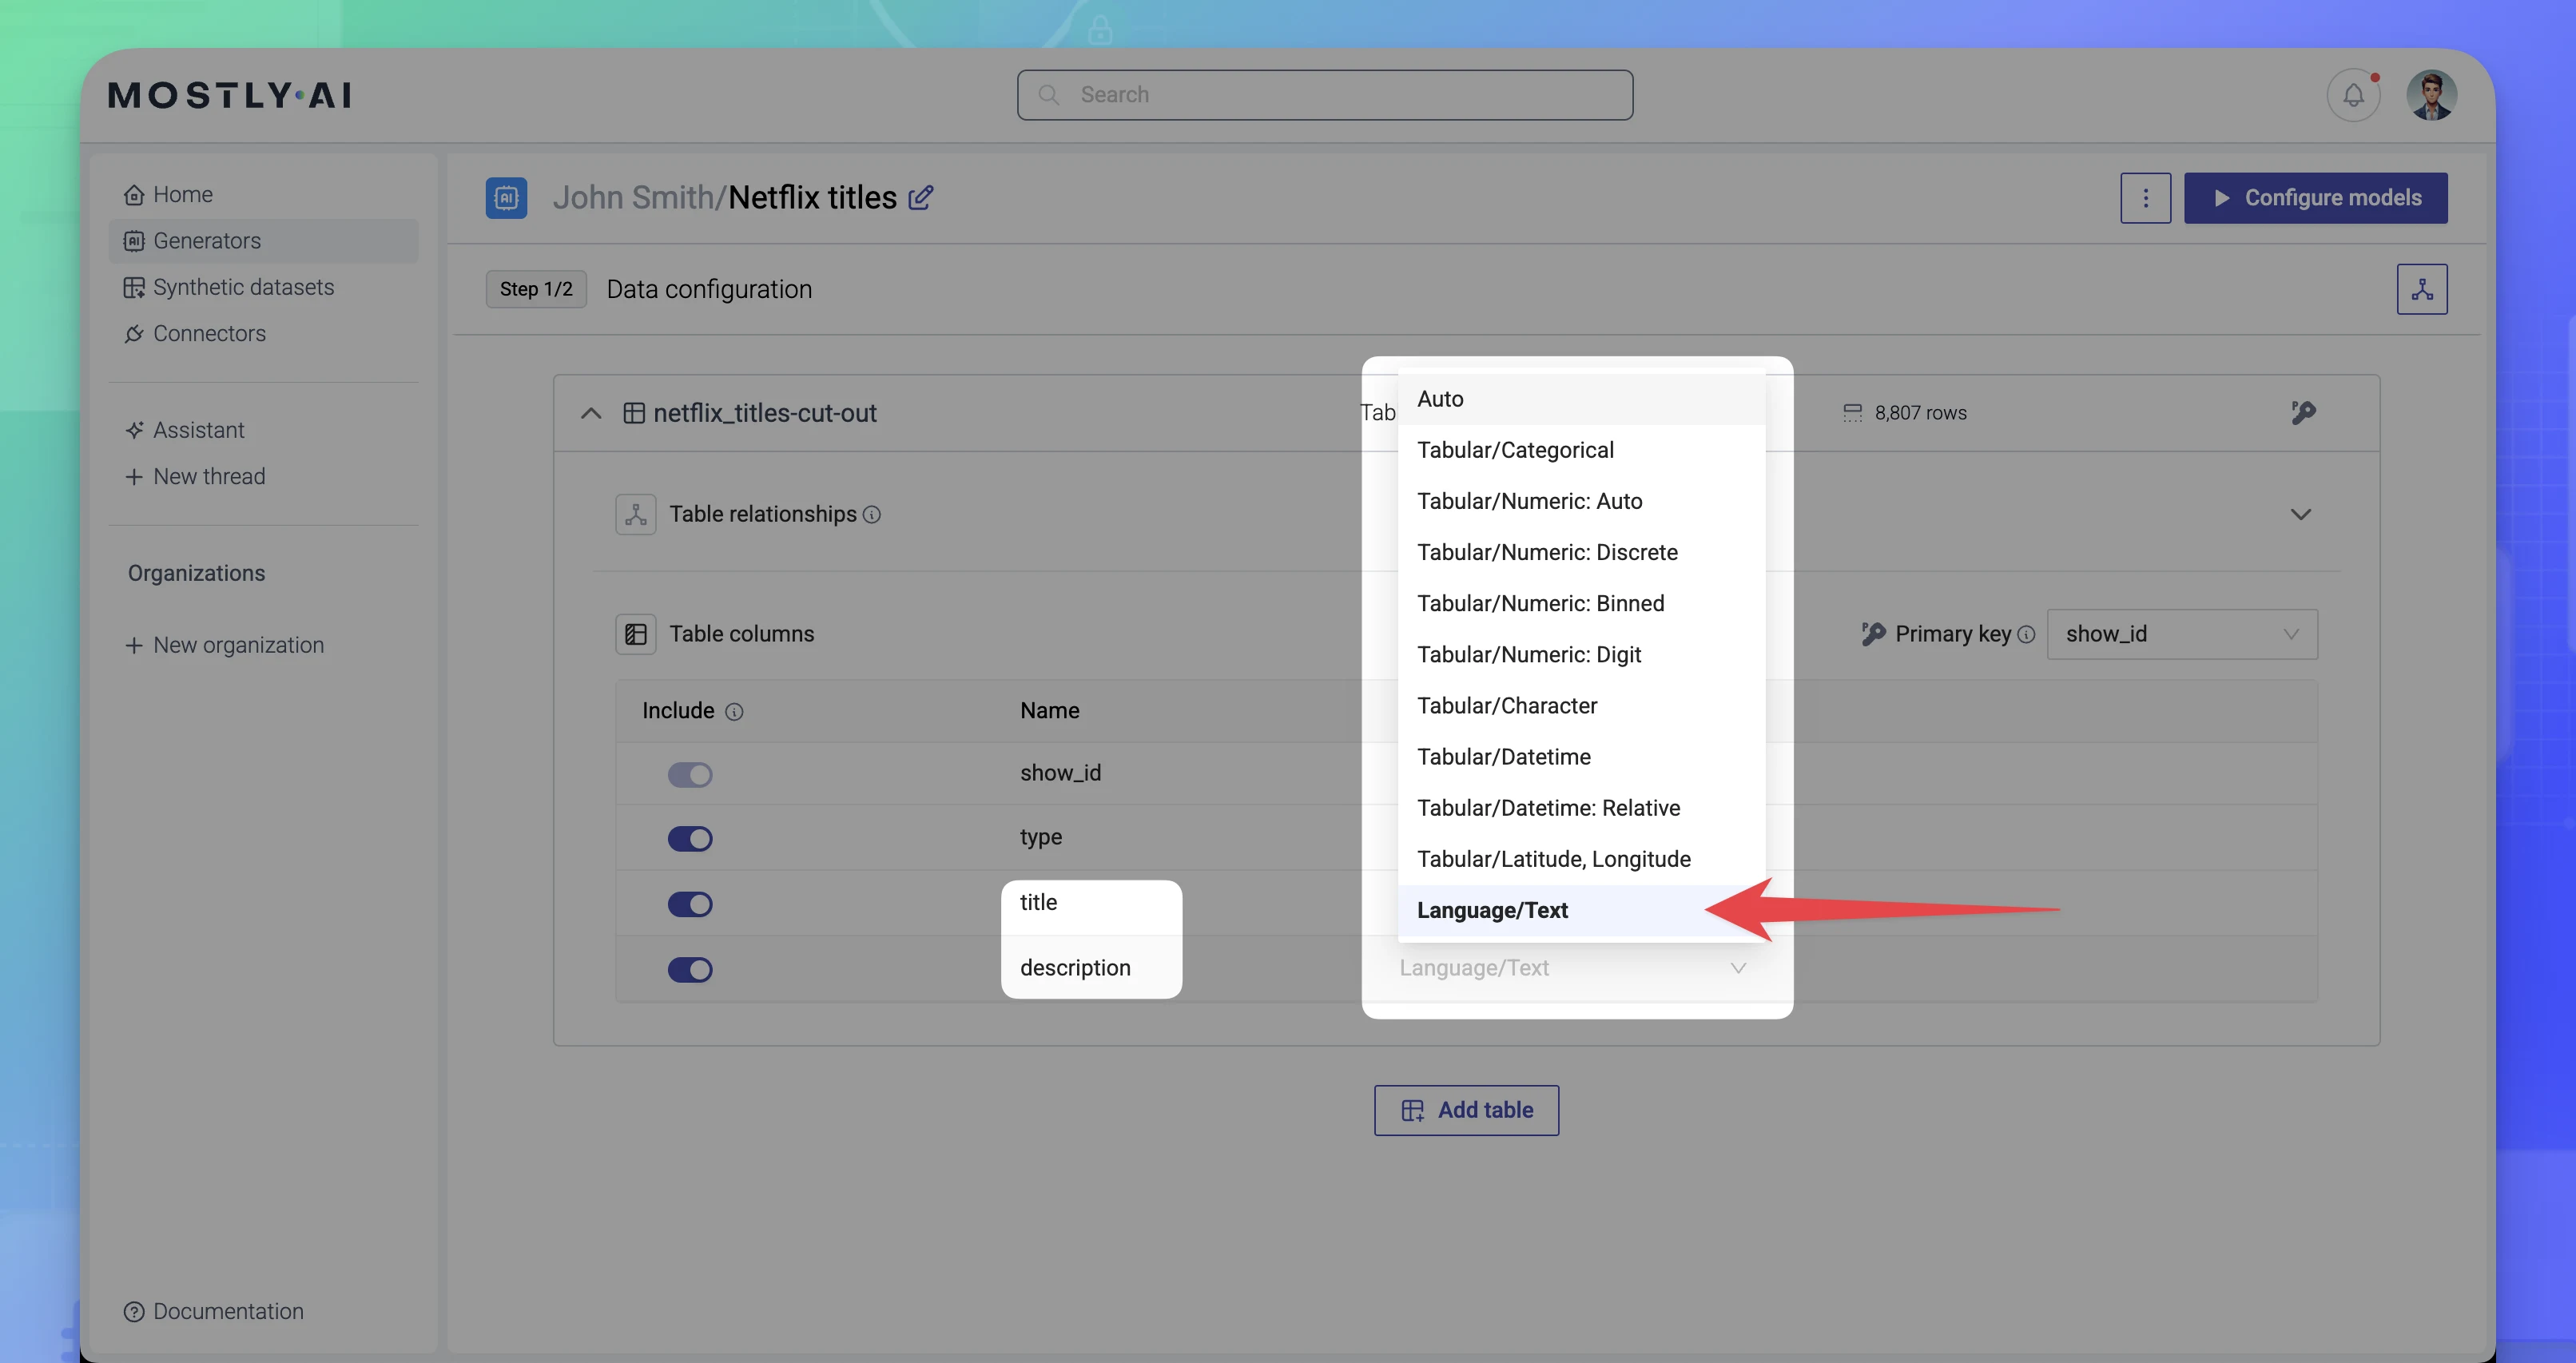 MOSTLY·AI
Search
Home
Generators
Synthetic datasets
Connectors
Assistant
New thread
Organizations
New organization
Documentation
John Smith/Netflix titles
Configure models
Step 1/2
Data configuration
netflix_titles-cut-out
Tab
8,807 rows
Table relationships
Table columns
Primary key
show_id
Include
Name
show_id
type
title
description
Auto
Tabular/Categorical
Tabular/Numeric: Auto
Tabular/Numeric: Discrete
Tabular/Numeric: Binned
Tabular/Numeric: Digit
Tabular/Character
Tabular/Datetime
Tabular/Datetime: Relative
Tabular/Latitude, Longitude
Language/Text
Language/Text
Add table